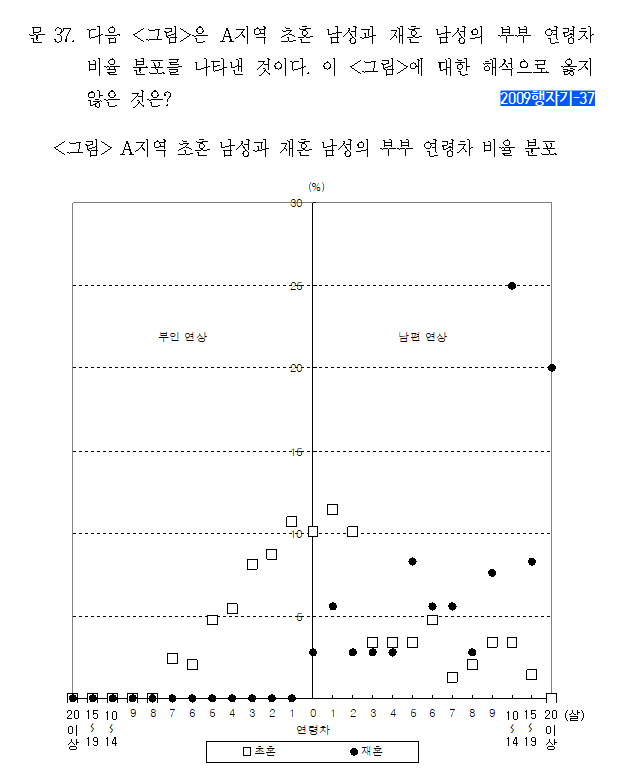 문 37. 다음 <그림>은 A지역 초혼 남성과 재혼 남성의 부부 연령차
비율 분포를 나타낸 것이다. 이 <그림>에 대한 해석으로 옳지
않은 것은? 2009행자기-37
<그림> A지역 초혼 남성과 재혼 남성의 부부 연령차 비율 분포
(%)
30
25
부인 연상 남편 연상
20
15
10
5
20이상 15~19 10~14 9 8 7 6 5 4 3 2 1 0 1 2 3 4 5 6 7 8 9 10~14 15~19 20이상 (살)
연령차
초혼 재혼